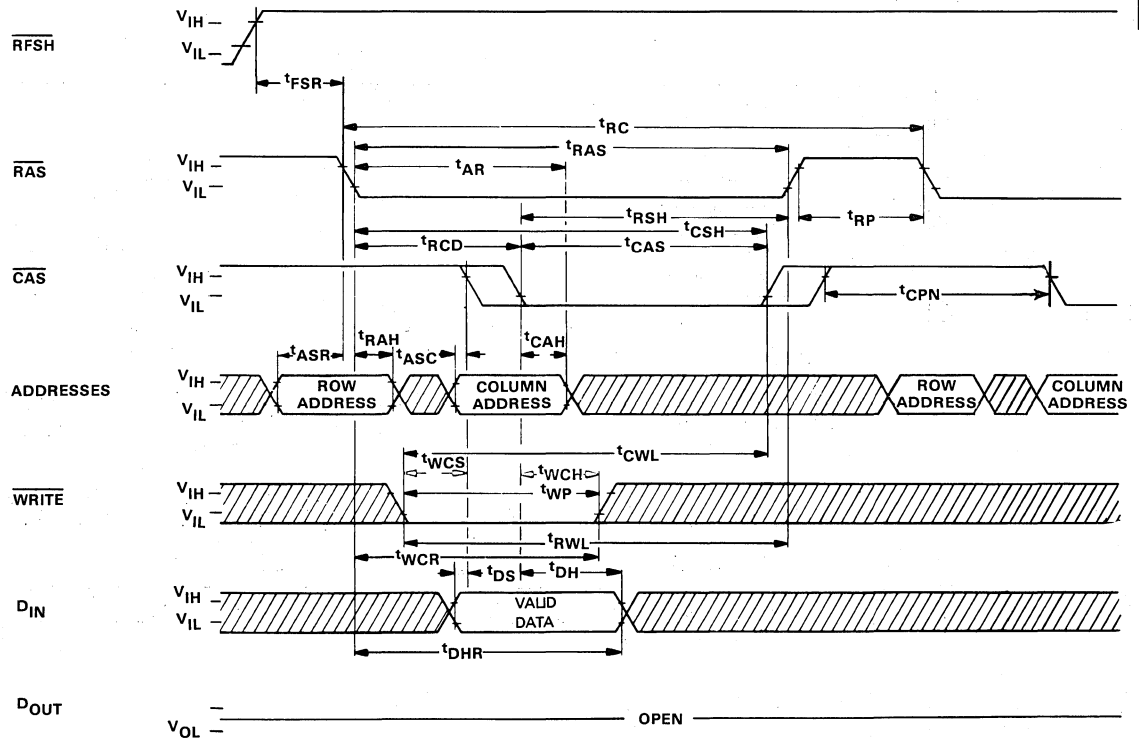 RFSH
VIH
VIL
tFSR
tRC
RAS
VIH
VIL
tRAS
tAR
tRSH
tRP
tCSH
tRCD
tCAS
CAS
VIH
VIL
tCPN
tASR
tRAH
tASC
tCAH
ADDRESSES
VIH
VIL
ROW
ADDRESS
COLUMN
ADDRESS
ROW
ADDRESS
COLUMN
ADDRESS
tCWL
tWCS
tWCH
tWP
WRITE
VIH
VIL
tRWL
tWCR
tDS
tDH
DIN
VIH
VIL
VALID
DATA
tDHR
DOUT
VOL
OPEN